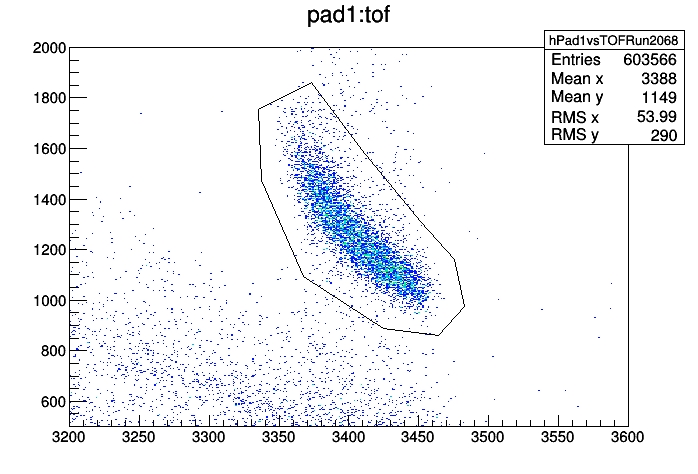 pad1:tof
hPad1vsTOFRun2068
Entries 603566
Mean x 3388
Mean y 1149
RMS x 53.99
RMS y 290
2000
1800
1600
1400
1200
1000
800
600
3200 3250 3300 3350 3400 3450 3500 3550 3600